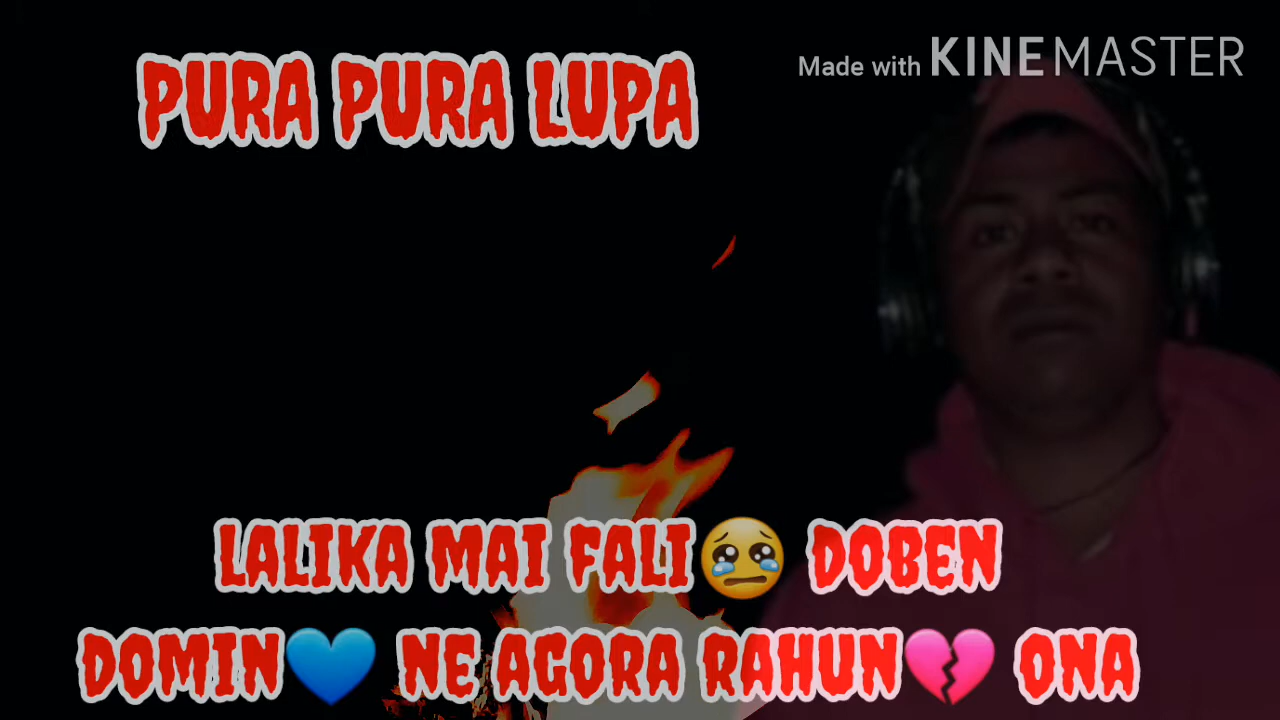 Made with KINEMASTER
PURA PURA LUPA
LALIKA MAI FALI🥹 DOBEN
DOMIN💙 NE AGORA RAHUN💔 ONA